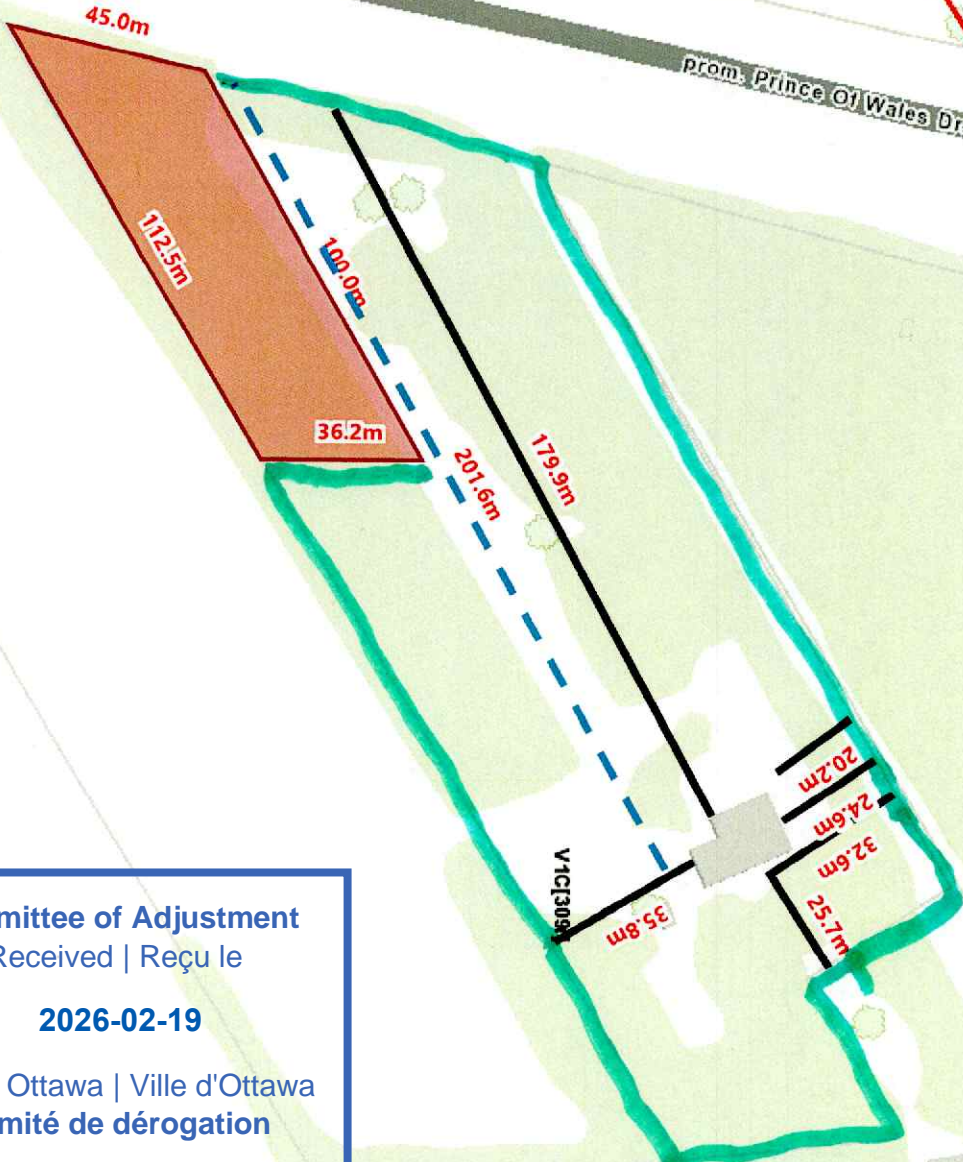 45.0m
prom. Prince Of Wales Dr
112.5m
100.0m
36.2m
201.6m
179.9m
20.2m
24.6m
32.6m
25.7m
35.8m
V1C[309
mittee of Adjustment
Received | Reçu le
2026-02-19
Ottawa | Ville d'Ottawa
mité de dérogation